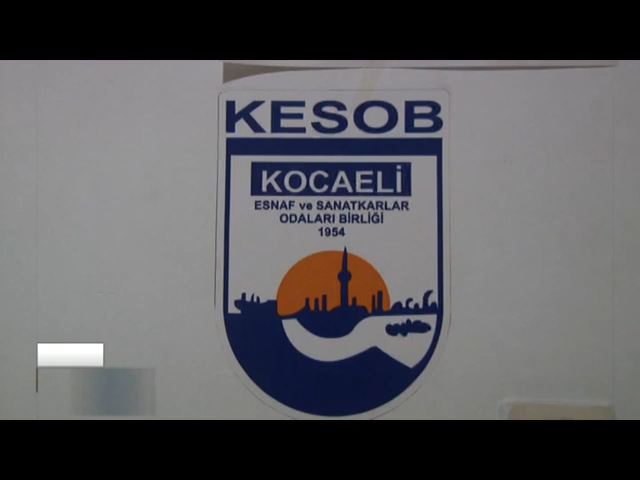 KESOB
KOCAELİ
ESNAF ve SANATKARLAR
ODALARI BİRLİĞİ
1954